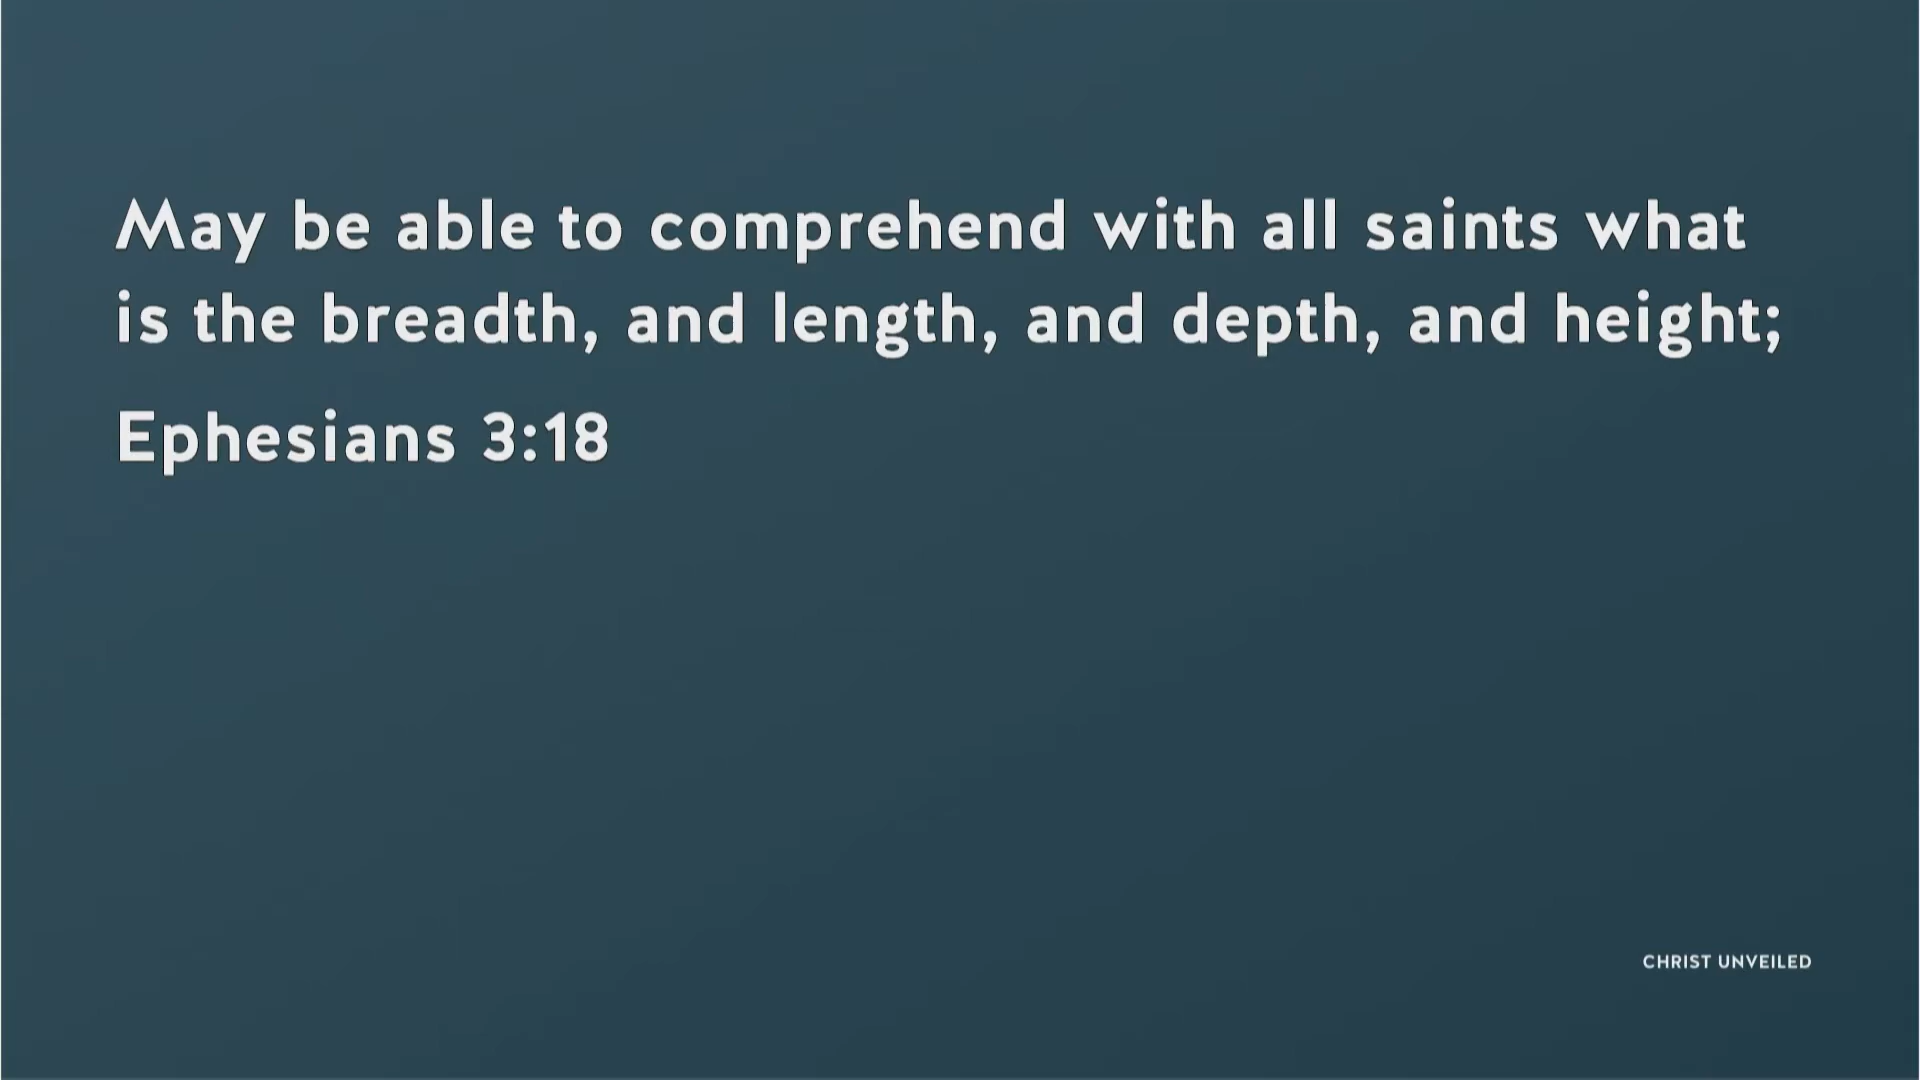 May be able to comprehend with all saints what
is the breadth, and length, and depth, and height;
Ephesians 3:18
CHRIST UNVEILED